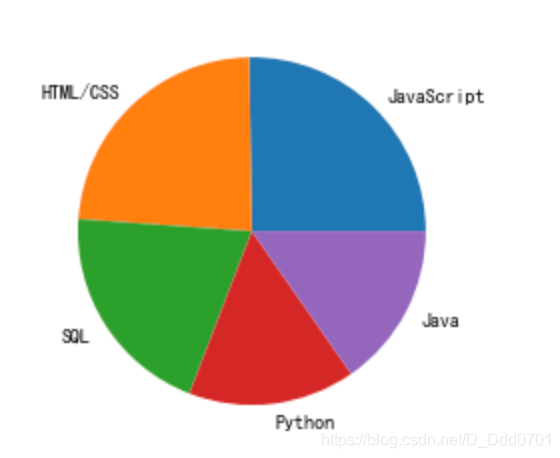 HTML/CSS
JavaScript
SQL
Java
Python
https://blog.csdn.net/D_Ddd0701